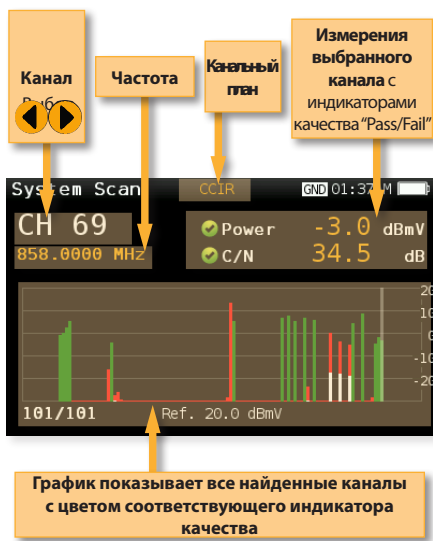 Канал
Частота
Канальный
план
Измерения
выбранного
канала с
индикаторами
качества “Pass/Fail”
System Scan
CCIR
GND 01:37
M
CH 69
858.0000 MHz
Power -3.0 dBmV
C/N 34.5 dB
20
10
0
-10
-20
101/101
Ref. 20.0 dBmV
График показывает все найденные каналы
с цветом соответствующего индикатора
качества